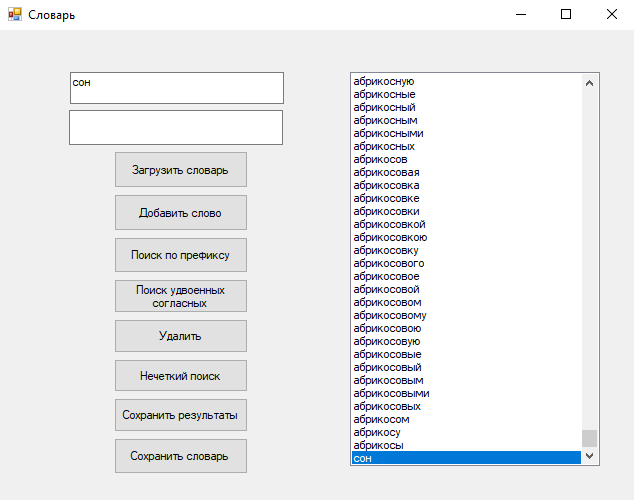 Словарь
сон
Загрузить словарь
Добавить слово
Поиск по префиксу
Поиск удвоенных
согласных
Удалить
Нечеткий поиск
Сохранить результаты
Сохранить словарь
абрикосную
абрикосные
абрикосный
абрикосным
абрикосными
абрикосных
абрикосов
абрикосовая
абрикосовка
абрикосовке
абрикосовки
абрикосовкой
абрикосовкою
абрикосовку
абрикосового
абрикосовое
абрикосовой
абрикосовом
абрикосовому
абрикосовою
абрикосовую
абрикосовые
абрикосовый
абрикосовым
абрикосовыми
абрикосовых
абрикосом
абрикосу
абрикосы
сон